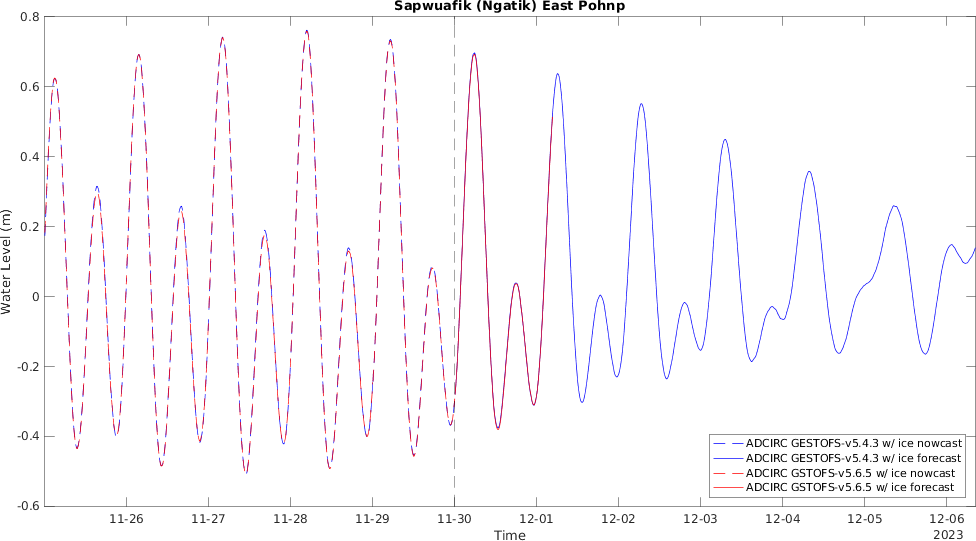 Sapwuafik (Ngatik) East Pohnp
Water Level (m)
0.8
0.6
0.4
0.2
0
-0.2
-0.4
-0.6
ADCIRC GESTOFS-v5.4.3 w/ ice nowcast
ADCIRC GESTOFS-v5.4.3 w/ ice forecast
ADCIRC GSTOFS-v5.6.5 w/ ice nowcast
ADCIRC GSTOFS-v5.6.5 w/ ice forecast
11-26 11-27 11-28 11-29 11-30 12-01 12-02 12-03 12-04 12-05 12-06
2023
Time